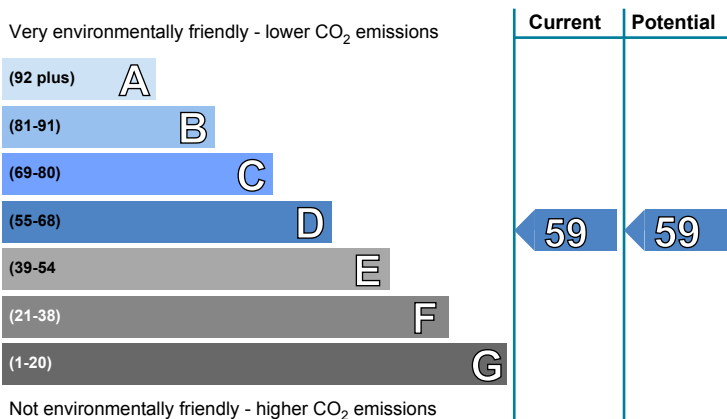 Current Potential
Very environmentally friendly - lower CO2 emissions
(92 plus) A
(81-91) B
(69-80) C
(55-68) D 59 59
(39-54 E
(21-38) F
(1-20) G
Not environmentally friendly - higher CO2 emissions